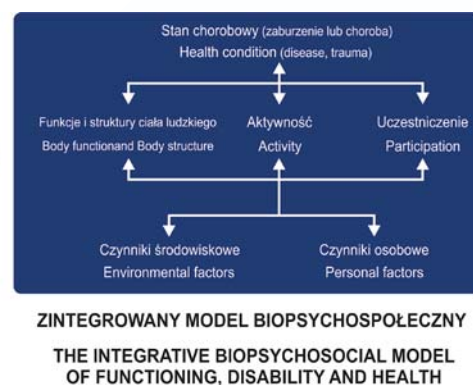 Stan chorobowy (zaburzenie lub choroba)
Health condition (disease, trauma)
Funkcje i struktury ciała ludzkiego
Body functionand Body structure
Aktywność
Activity
Uczestniczenie
Participation
Czynniki środowiskowe
Environmental factors
Czynniki osobowe
Personal factors
ZINTEGROWANY MODEL BIOPSYCHOSPOŁECZNY
THE INTEGRATIVE BIOPSYCHOSOCIAL MODEL
OF FUNCTIONING, DISABILITY AND HEALTH